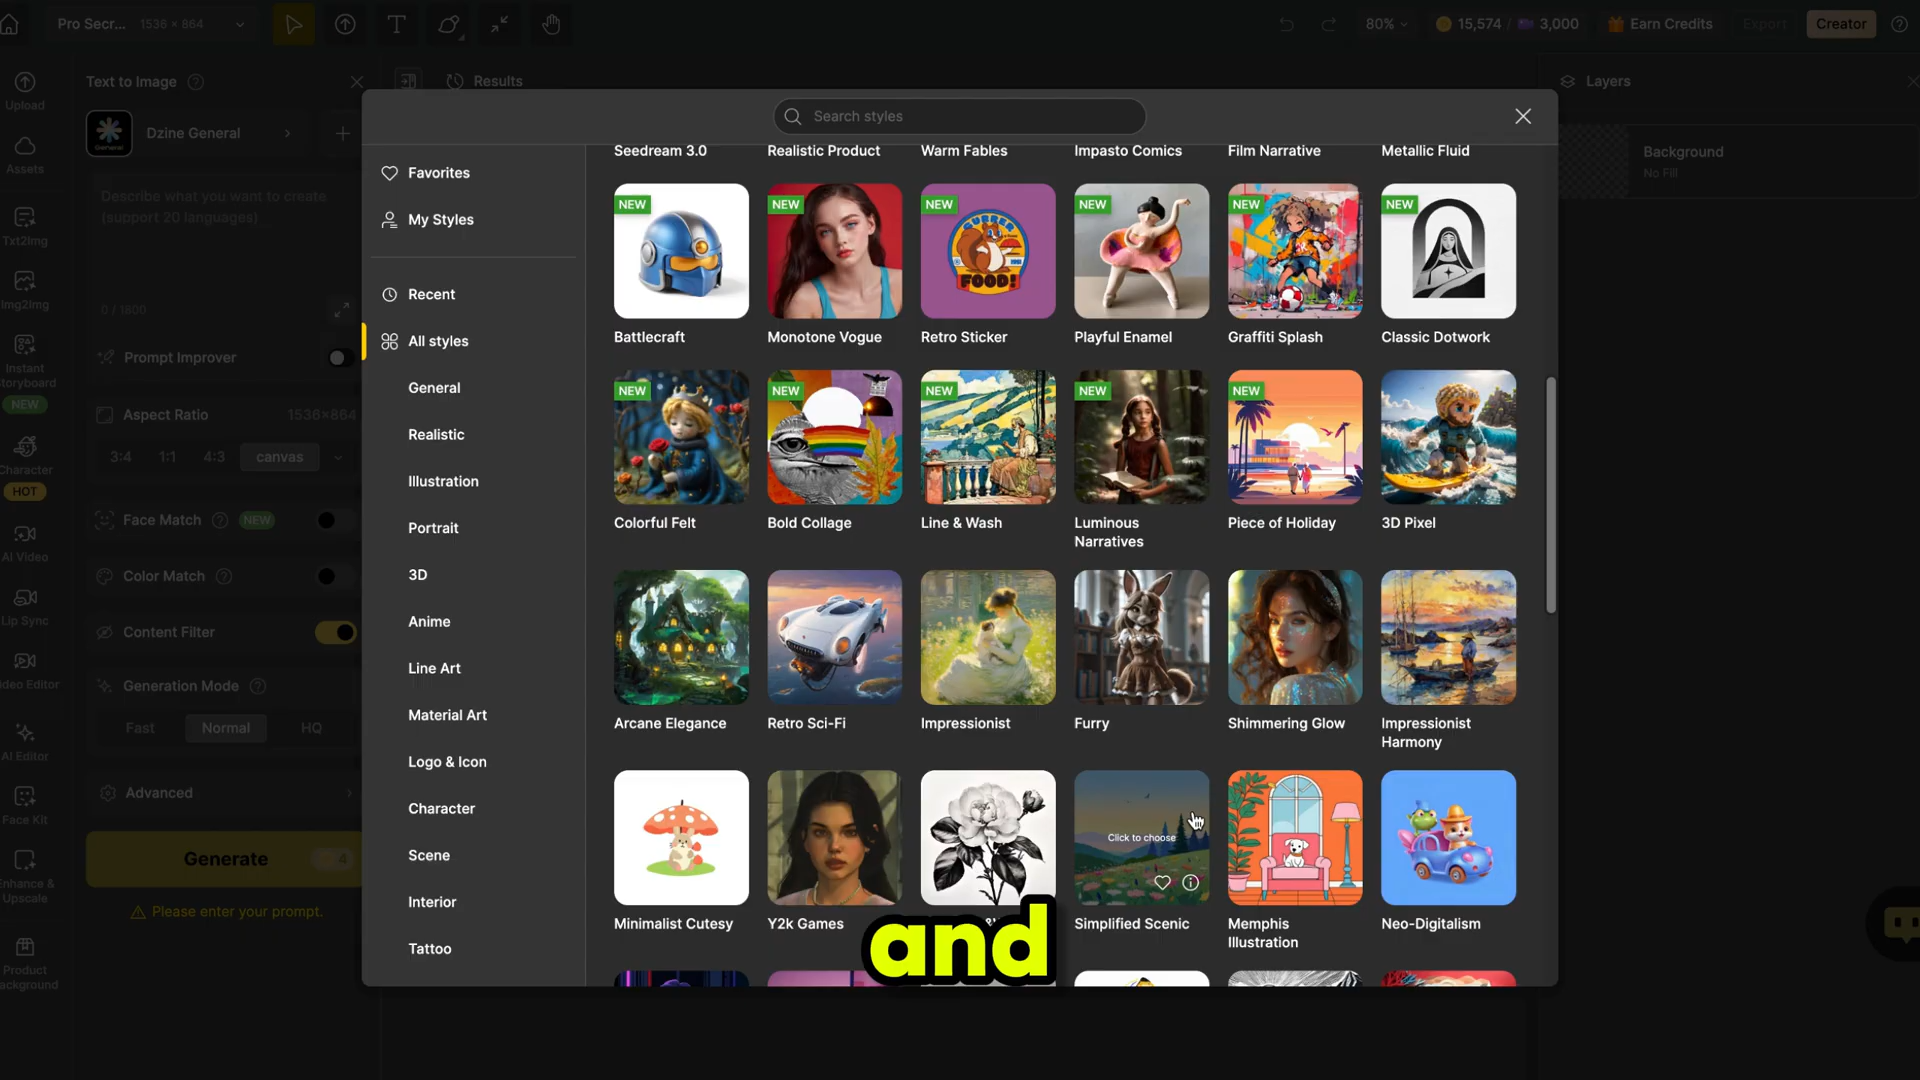 Pro Secr... 1536 × 864
80%
15,574 / 3,000
Earn Credits
Export
Creator
Upload
Assets
Txt2Img
Img2Img
Instant
Storyboard
NEW
Character
HOT
AI Video
Lip Sync
Video Editor
AI Editor
Face Kit
Enhance &
Upscale
Product
Background
Text to Image
Dzine General
Describe what you want to create
(support 20 languages)
0 / 1800
Prompt Improver
Aspect Ratio 1536×864
3:4 1:1 4:3 canvas
Face Match NEW
Color Match
Content Filter
Generation Mode
Fast Normal HQ
Advanced
Generate 4
Please enter your prompt.
Results
Search styles
Favorites
My Styles
Recent
All styles
General
Realistic
Illustration
Portrait
3D
Anime
Line Art
Material Art
Logo & Icon
Character
Scene
Interior
Tattoo
Seedream 3.0 Realistic Product Warm Fables Impasto Comics Film Narrative Metallic Fluid
NEW NEW NEW NEW NEW NEW
FOOD!
Battlecraft Monotone Vogue Retro Sticker Playful Enamel Graffiti Splash Classic Dotwork
NEW NEW NEW NEW NEW
Colorful Felt Bold Collage Line & Wash Luminous
Narratives Piece of Holiday 3D Pixel
Arcane Elegance Retro Sci-Fi Impressionist Furry Shimmering Glow Impressionist
Harmony
Click to choose
Minimalist Cutesy Y2k Games Simplified Scenic Memphis
Illustration Neo-Digitalism
and
Layers
Background
No Fill